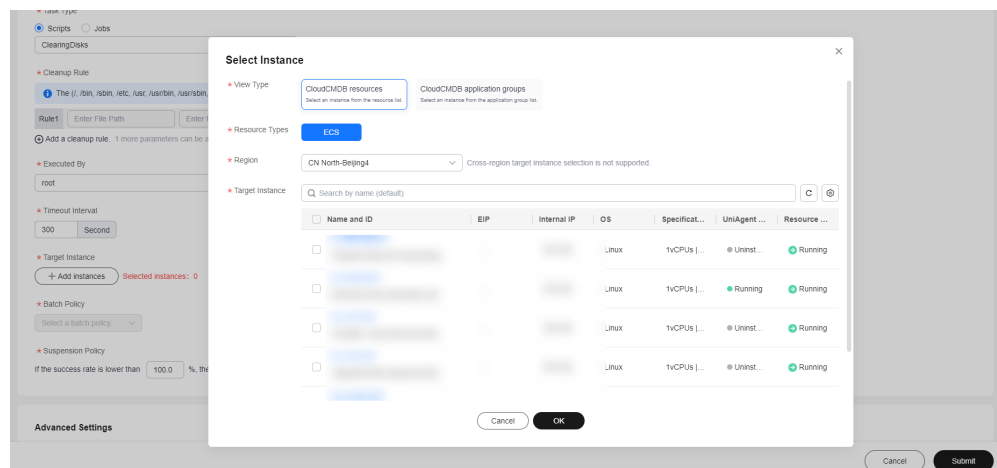 Task Type
Scripts Jobs
ClearingDisks
* Cleanup Rule
The (/, /bin, /sbin, /etc, /usr, /usr/bin, /usr/sbin,
Rule1 Enter File Path Enter
Add a cleanup rule. 1 more parameters can be a
* Executed By
root
* Timeout Interval
300 Second
* Target Instance
+ Add instances Selected instances: 0
* Batch Policy
Select a batch policy.
* Suspension Policy
If the success rate is lower than 100.0 %, the
Advanced Settings
Select Instance
* View Type
CloudCMDB resources
Select an instance from the resource list.
CloudCMDB application groups
Select an instance from the application group list.
* Resource Types ECS
* Region CN North-Beijing4 Cross-region target instance selection is not supported.
* Target Instance Search by name (default)
Name and ID EIP Internal IP OS Specificat... UniAgent ... Resource ...
Linux 1vCPUs |... Uninst... Running
Linux 1vCPUs |... Running Running
Linux 1vCPUs |... Uninst... Running
Linux 1vCPUs |... Uninst... Running
Cancel OK
Cancel Submit